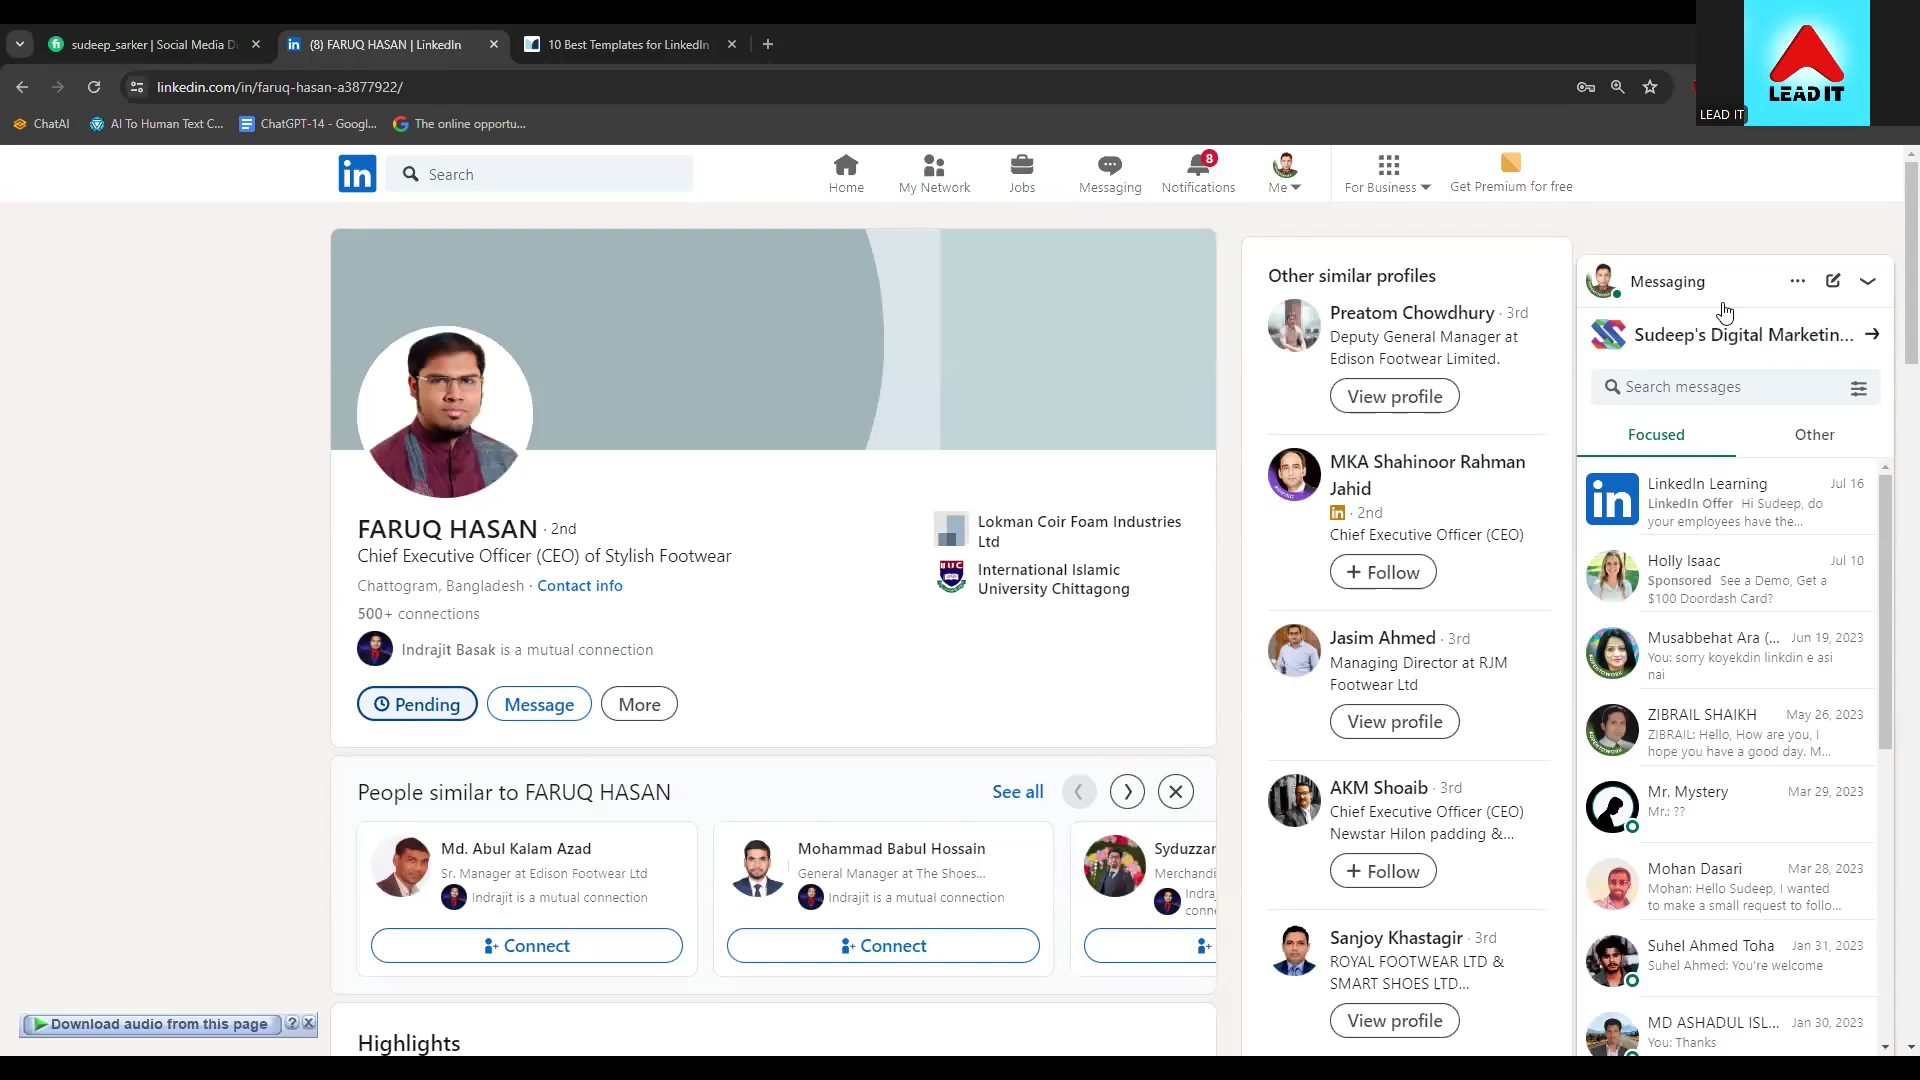 sudeep_sarker | Social Media D
(8) FARUQ HASAN | LinkedIn
10 Best Templates for LinkedIn
linkedin.com/in/faruq-hasan-a3877922/
LEAD IT
LEAD IT
ChatAI
AI To Human Text C...
ChatGPT-14 - Googl...
The online opportu...
in
Search
Home
My Network
Jobs
Messaging
8
Notifications
Me
For Business
Get Premium for free
FARUQ HASAN · 2nd
Chief Executive Officer (CEO) of Stylish Footwear
Chattogram, Bangladesh · Contact info
500+ connections
Indrajit Basak is a mutual connection
Pending
Message
More
Lokman Coir Foam Industries
Ltd
International Islamic
University Chittagong
People similar to FARUQ HASAN
See all
Md. Abul Kalam Azad
Sr. Manager at Edison Footwear Ltd
Indrajit is a mutual connection
Connect
Mohammad Babul Hossain
General Manager at The Shoes...
Indrajit is a mutual connection
Connect
Syduzzar
Merchandi
Indra
conne
Highlights
Download audio from this page
?
Other similar profiles
Preatom Chowdhury · 3rd
Deputy General Manager at
Edison Footwear Limited.
View profile
MKA Shahinoor Rahman
Jahid
in · 2nd
Chief Executive Officer (CEO)
+ Follow
Jasim Ahmed · 3rd
Managing Director at RJM
Footwear Ltd
View profile
AKM Shoaib · 3rd
Chief Executive Officer (CEO)
Newstar Hilon padding &...
+ Follow
Sanjoy Khastagir · 3rd
ROYAL FOOTWEAR LTD &
SMART SHOES LTD...
View profile
Messaging
Sudeep's Digital Marketin...
Search messages
Focused
Other
in
LinkedIn Learning Jul 16
LinkedIn Offer Hi Sudeep, do
your employees have the...
Holly Isaac Jul 10
Sponsored See a Demo, Get a
$100 Doordash Card?
Musabbehat Ara (... Jun 19, 2023
You: sorry koyekdin linkdin e asi
nai
ZIBRAIL SHAIKH May 26, 2023
ZIBRAIL: Hello, How are you, I
hope you have a good day. M...
Mr. Mystery Mar 29, 2023
Mr.: ??
Mohan Dasari Mar 28, 2023
Mohan: Hello Sudeep, I wanted
to make a small request to follo...
Suhel Ahmed Toha Jan 31, 2023
Suhel Ahmed: You're welcome
MD ASHADUL ISL... Jan 30, 2023
You: Thanks